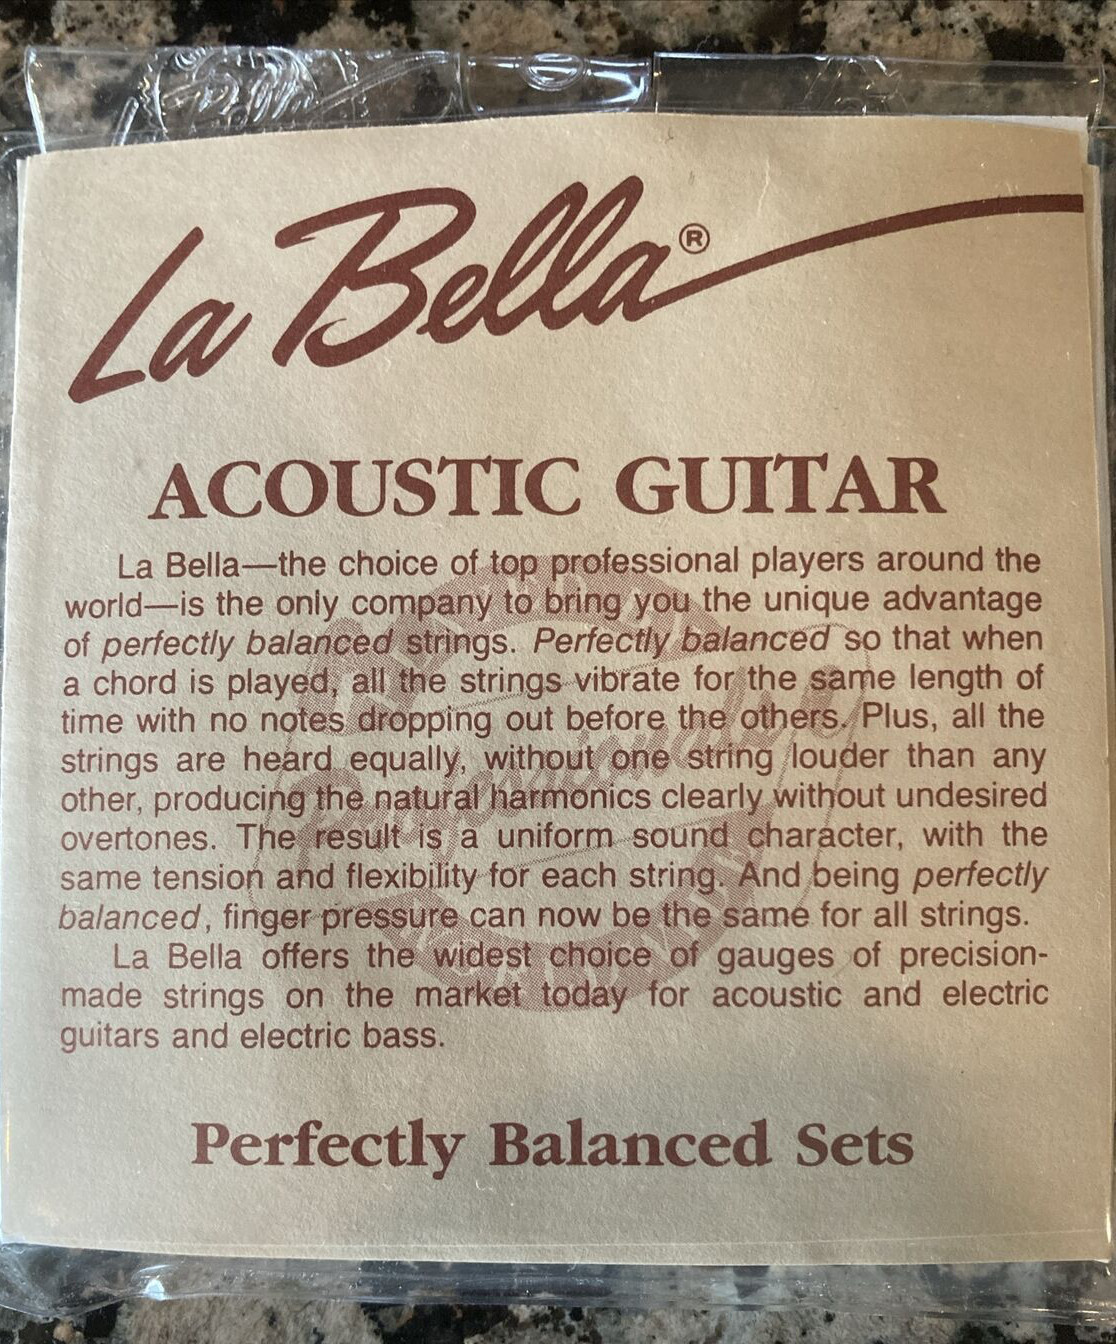 La Bella®
ACOUSTIC GUITAR
La Bella—the choice of top professional players around the
world—is the only company to bring you the unique advantage
of perfectly balanced strings. Perfectly balanced so that when
a chord is played, all the strings vibrate for the same length of
time with no notes dropping out before the others. Plus, all the
strings are heard equally, without one string louder than any
other, producing the natural harmonics clearly without undesired
overtones. The result is a uniform sound character, with the
same tension and flexibility for each string. And being perfectly
balanced, finger pressure can now be the same for all strings.
La Bella offers the widest choice of gauges of precision-
made strings on the market today for acoustic and electric
guitars and electric bass.
Perfectly Balanced Sets